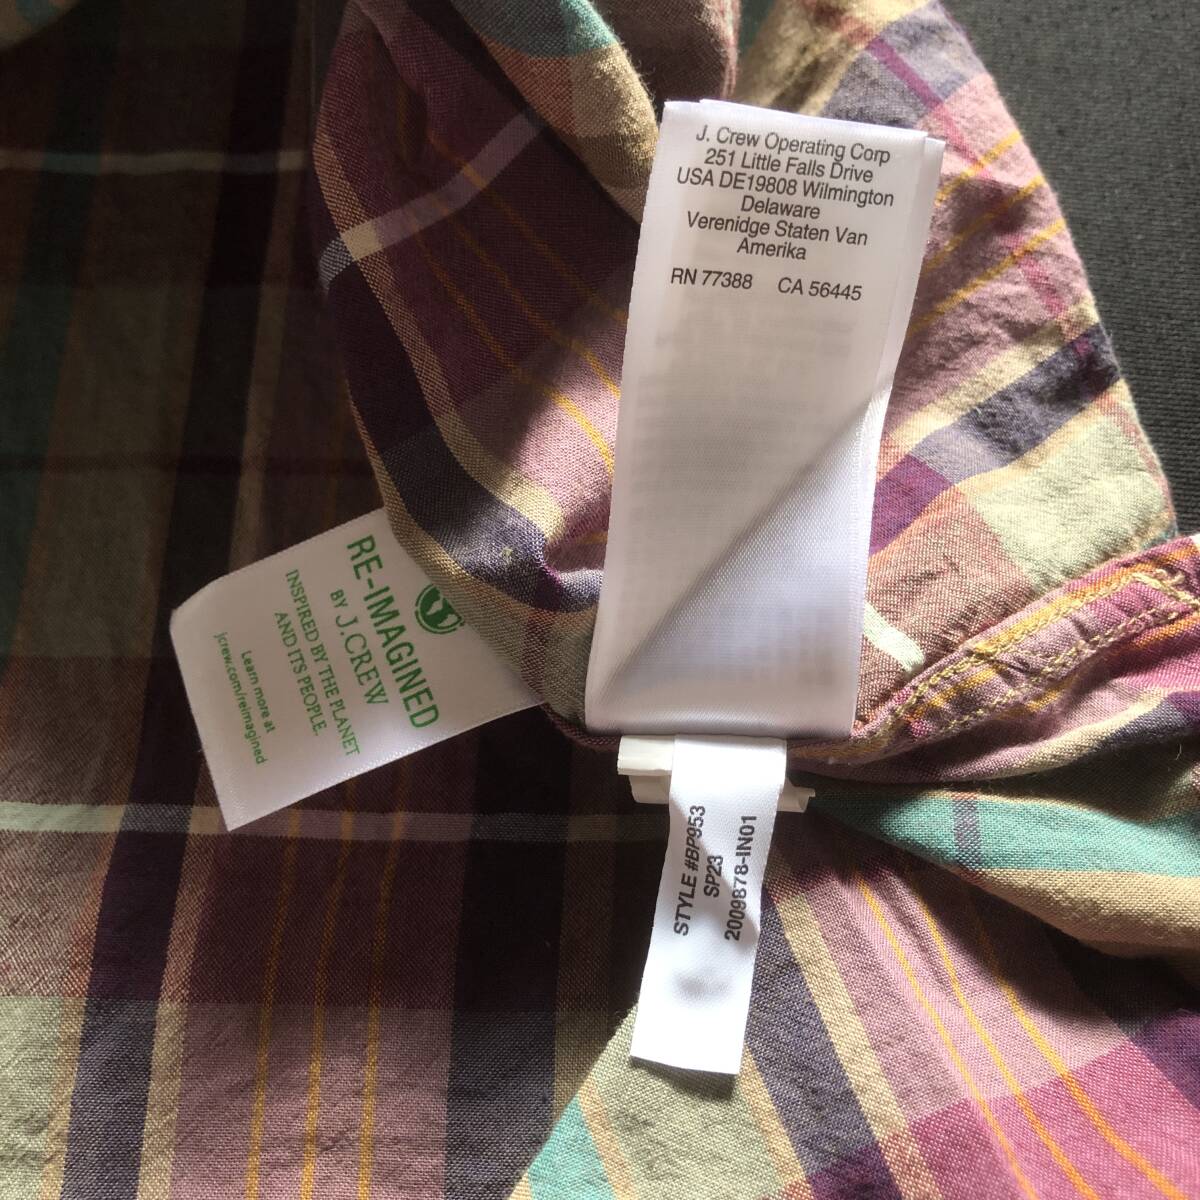 J. Crew Operating Corp
251 Little Falls Drive
USA DE19808 Wilmington
Delaware
Verenidge Staten Van
Amerika
RN 77388 CA 56445
RE-IMAGINED
BY J.CREW
INSPIRED BY THE PLANET
AND ITS PEOPLE.
Learn more at
jcrew.com/reimagined
STYLE #BP953
SP23
2009878-IN01